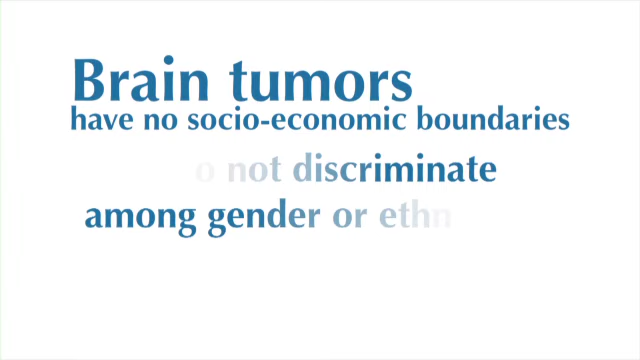 Brain tumors
have no socio-economic boundaries
not discriminate
among gender or